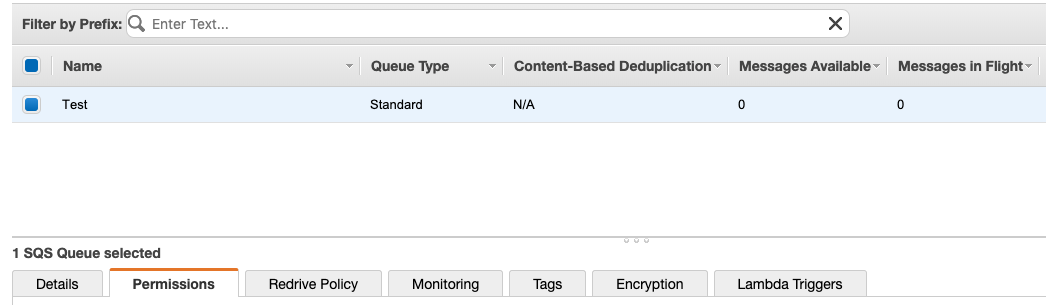 Filter by Prefix: Enter Text...
Name Queue Type Content-Based Deduplication Messages Available Messages in Flight
Test Standard N/A 0 0
1 SQS Queue selected
Details Permissions Redrive Policy Monitoring Tags Encryption Lambda Triggers